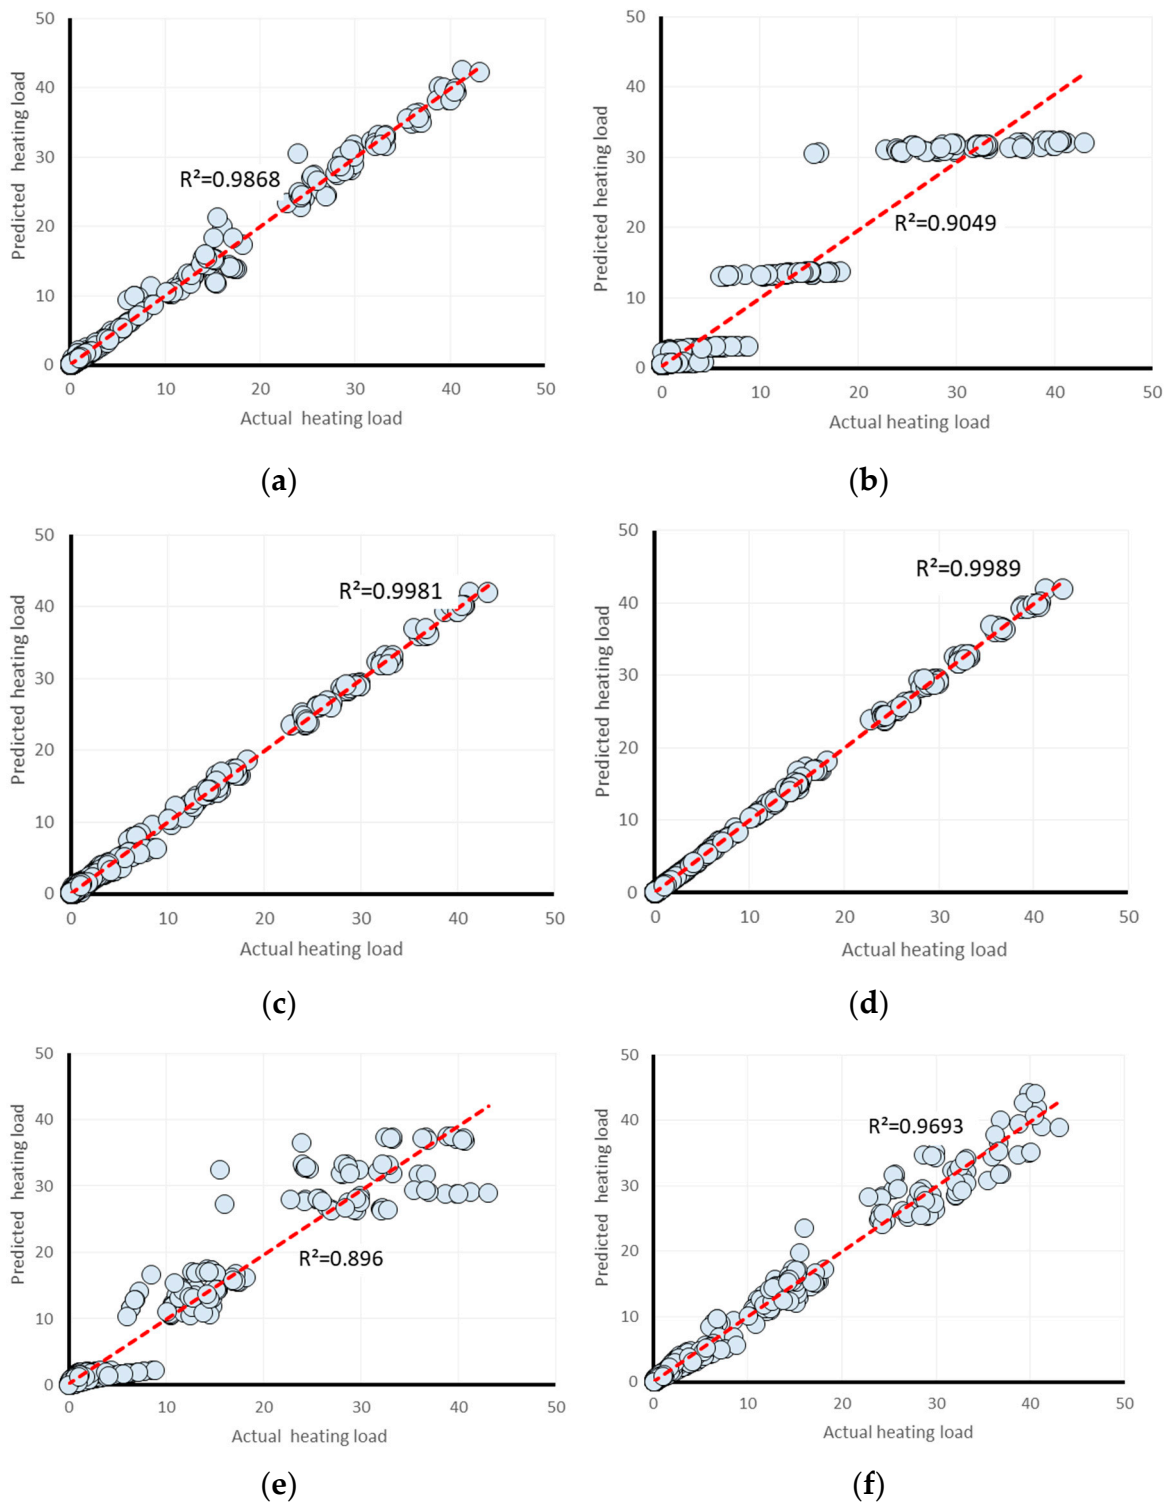 50
40
30
20
10
0
Predicted heating load
R²=0.9868
0 10 20 30 40 50
Actual heating load
(a)
50
40
30
20
10
0
Predicted heating load
R²=0.9049
0 10 20 30 40 50
Actual heating load
(b)
50
40
30
20
10
0
Predicted heating load
R²=0.9981
0 10 20 30 40 50
Actual heating load
(c)
50
40
30
20
10
0
Predicted heating load
R²=0.9989
0 10 20 30 40 50
Actual heating load
(d)
50
40
30
20
10
0
Predicted heating load
R²=0.896
0 10 20 30 40 50
Actual heating load
(e)
50
40
30
20
10
0
Predicted heating load
R²=0.9693
0 10 20 30 40 50
Actual heating load
(f)